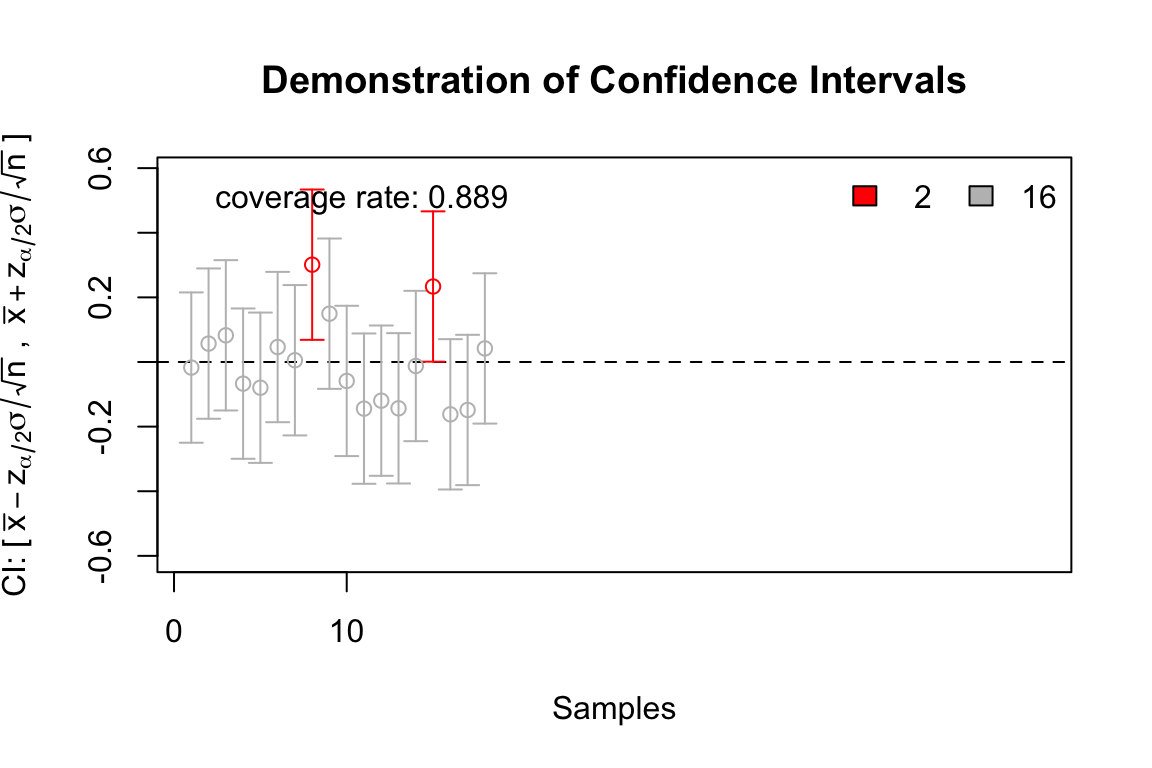 Demonstration of Confidence Intervals
CI: [ x̅ − zα/2σ/√n , x̅ + zα/2σ/√n ]
0.6
0.2
-0.2
-0.6
coverage rate: 0.889
2 16
0 10
Samples